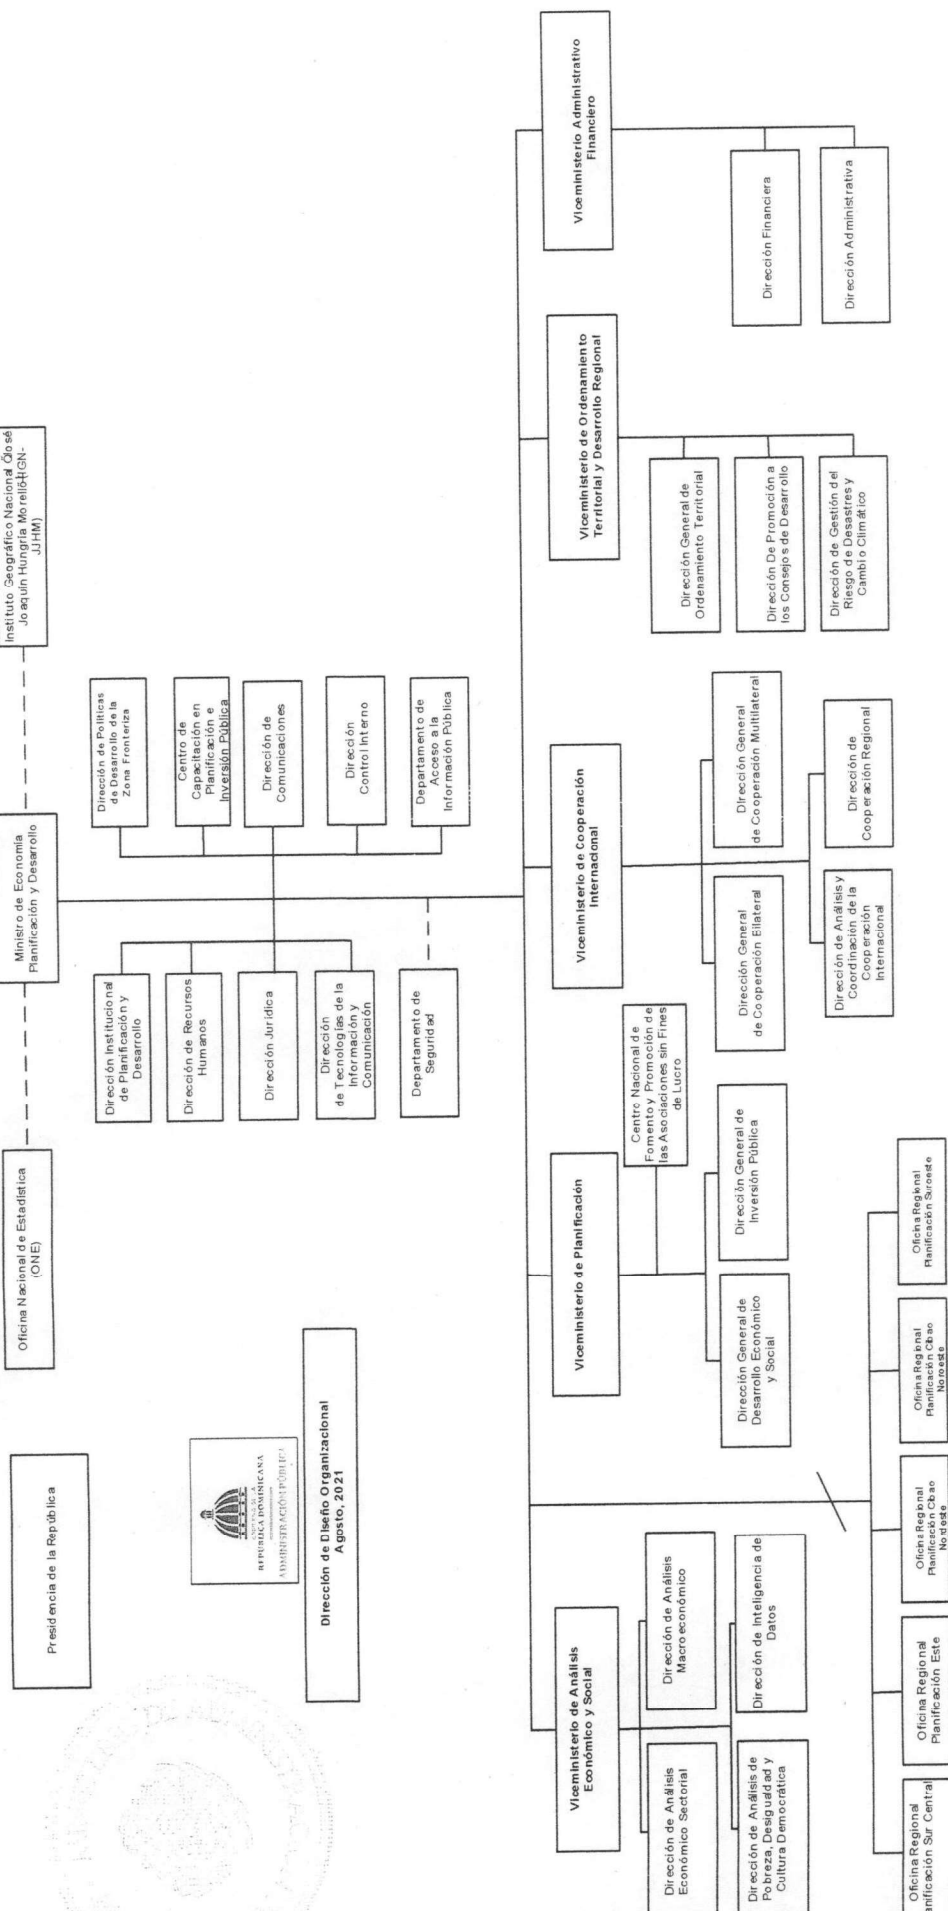 Presidencia de la República
Oficina Nacional de Estadística
(ONE)
Ministro de Economía
Planificación y Desarrollo
Instituto Geográfico Nacional
Joaquín Hungría Morelló
JJHM)
REPÚBLICA DOMINICANA
ADMINISTRACIÓN PÚBLICA
Dirección de Diseño Organizacional
Agosto, 2021
Dirección Institucional
de Planificación y
Desarrollo
Dirección de Recursos
Humanos
Dirección Jurídica
Dirección
de Tecnologías de la
Información y
Comunicación
Departamento de
Seguridad
Dirección de Políticas
de Desarrollo de la
Zona Fronteriza
Centro de
Capacitación en
Planificación e
Inversión Pública
Dirección de
Comunicaciones
Dirección
Control Interno
Departamento de
Acceso a la
Información Pública
Viceministerio de Análisis
Económico y Social
Dirección de Análisis
Económico Sectorial
Dirección de Análisis
Macroeconómico
Dirección de Análisis de
Pobreza, Desigualdad y
Cultura Democrática
Dirección de Inteligencia de
Datos
Viceministerio de Planificación
Centro Nacional de
Fomento y Promoción de
las Asociaciones sin Fines
de Lucro
Dirección General de
Desarrollo Económico
y Social
Dirección General de
Inversión Pública
Viceministerio de Cooperación
Internacional
Dirección General
de Cooperación Bilateral
Dirección General
de Cooperación Multilateral
Dirección de Análisis y
Coordinación de la
Cooperación
Internacional
Dirección de
Cooperación Regional
Viceministerio de Ordenamiento
Territorial y Desarrollo Regional
Dirección General de
Ordenamiento Territorial
Dirección De Promoción a
los Consejos de Desarrollo
Dirección de Gestión del
Riesgo de Desastres y
Cambio Climático
Viceministerio Administrativo
Financiero
Dirección Financiera
Dirección Administrativa
Oficina Regional
Planificación Sur Central
Oficina Regional
Planificación Este
Oficina Regional
Planificación Cibao
Nordeste
Oficina Regional
Planificación Cibao
Noroeste
Oficina Regional
Planificación Suroeste